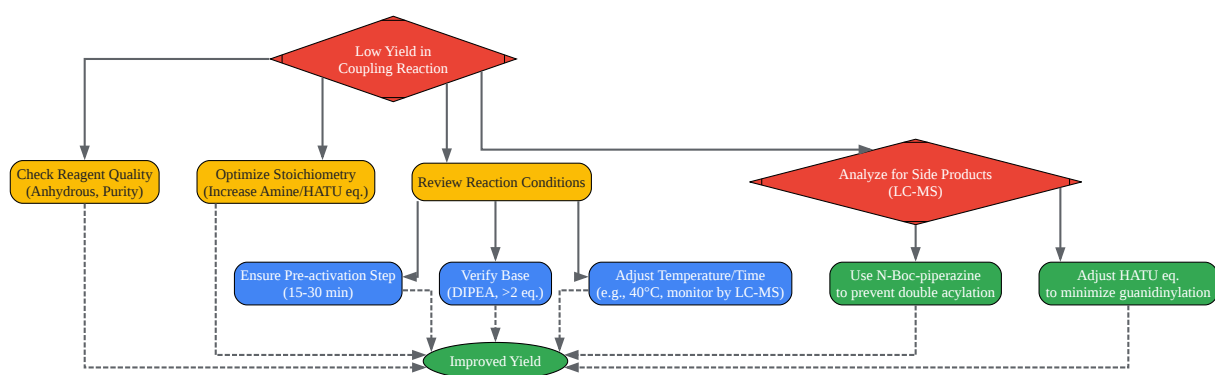 Low Yield in
Coupling Reaction
Check Reagent Quality
(Anhydrous, Purity)
Optimize Stoichiometry
(Increase Amine/HATU eq.)
Review Reaction Conditions
Analyze for Side Products
(LC-MS)
Ensure Pre-activation Step
(15-30 min)
Verify Base
(DIPEA, >2 eq.)
Adjust Temperature/Time
(e.g., 40°C, monitor by LC-MS)
Use N-Boc-piperazine
to prevent double acylation
Adjust HATU eq.
to minimize guanidinylation
Improved Yield